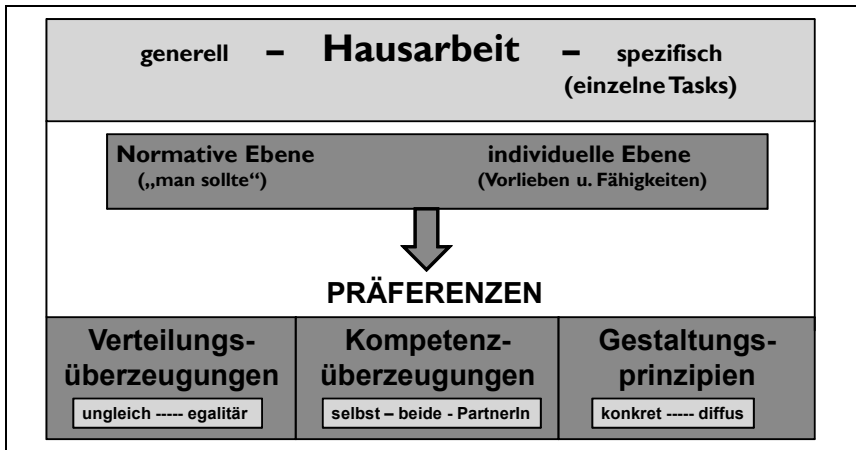 generell – Hausarbeit – spezifisch
(einzelne Tasks)
Normative Ebene individuelle Ebene
(„man sollte“) (Vorlieben u. Fähigkeiten)
PRÄFERENZEN
Verteilungs- Kompetenz- Gestaltungs-
überzeugungen überzeugungen prinzipien
ungleich ----- egalitär selbst – beide - PartnerIn konkret ----- diffus